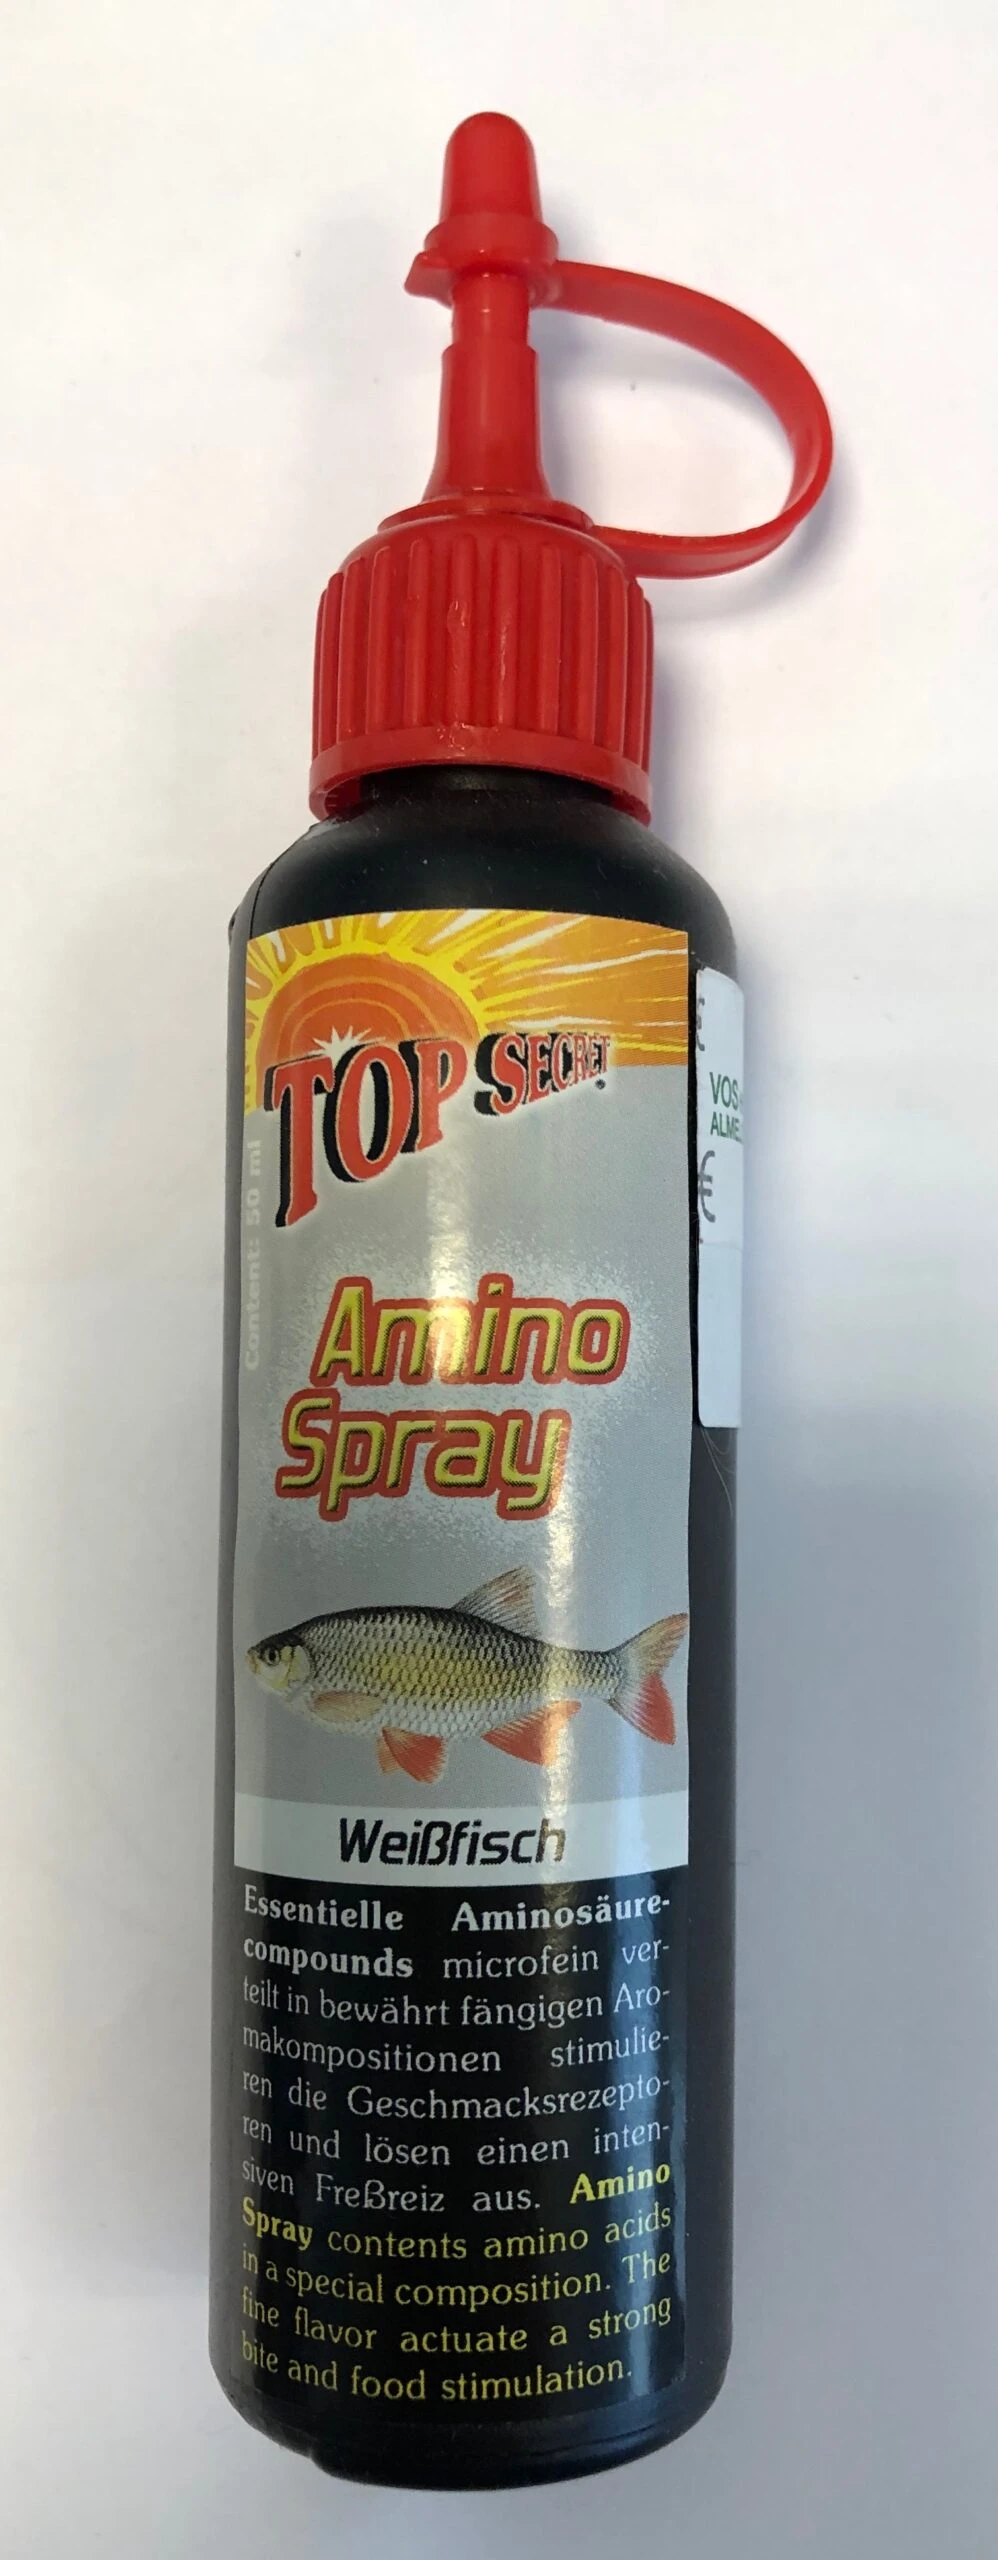 TOP SECRET
Content: 50 ml
Amino
Spray
Weißfisch
Essentielle Aminosäure-
compounds microfein ver-
teilt in bewährt fängigen Aro-
makompositionen stimulie-
ren die Geschmacksrezepto-
ren und lösen einen inten-
siven Freßreiz aus. Amino
Spray contents amino acids
in a special composition. The
fine flavor actuate a strong
bite and food stimulation.
VOS
ALME
€